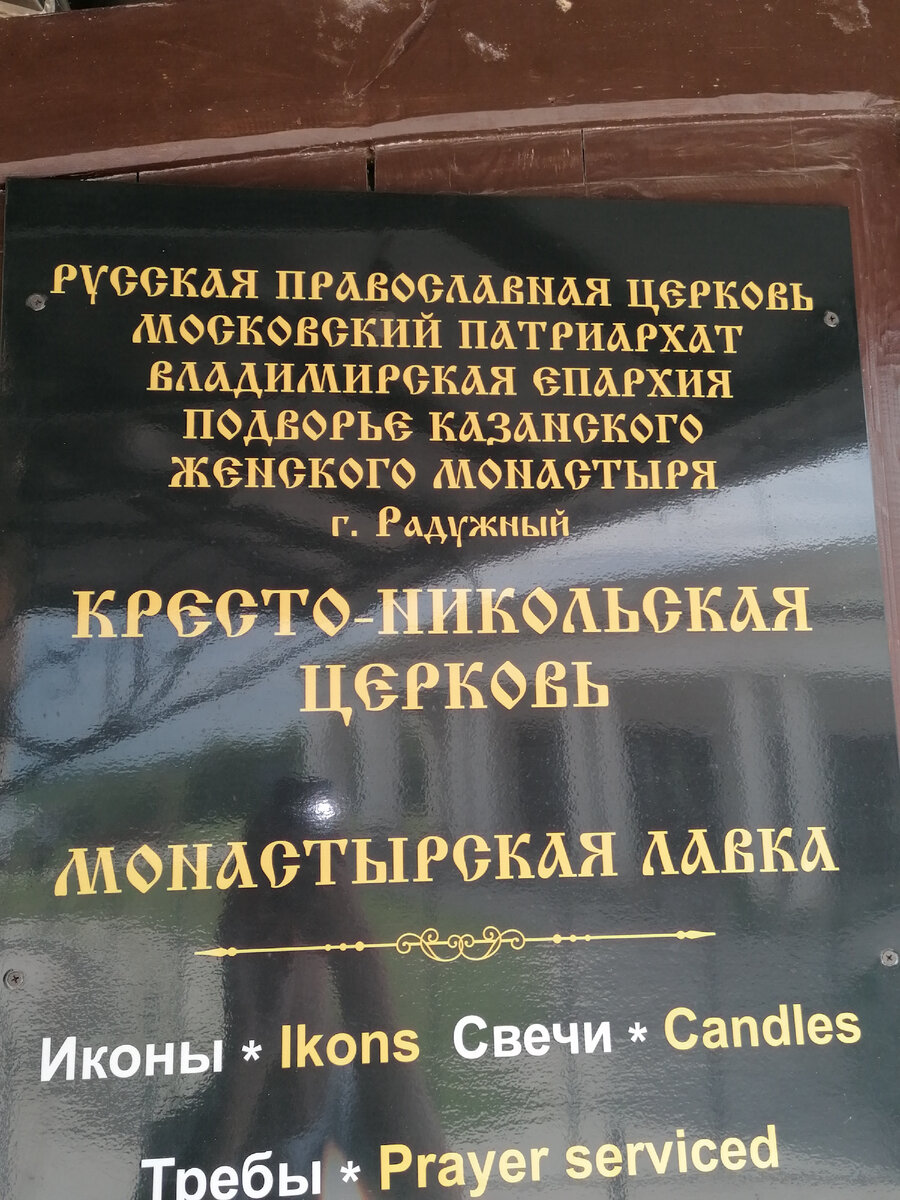 РУССКАЯ ПРАВОСЛАВНАЯ ЦЕРКОВЬ
МОСКОВСКИЙ ПАТРИАРХАТ
ВЛАДИМИРСКАЯ ЕПАРХИЯ
ПОДВОРЬЕ КАЗАНСКОГО
ЖЕНСКОГО МОНАСТЫРЯ
г. Радужный
КРЕСТО-НИКОЛЬСКАЯ
ЦЕРКОВЬ
МОНАСТЫРСКАЯ ЛАВКА
Иконы * Ikons Свечи * Candles
Требы * Prayer serviced